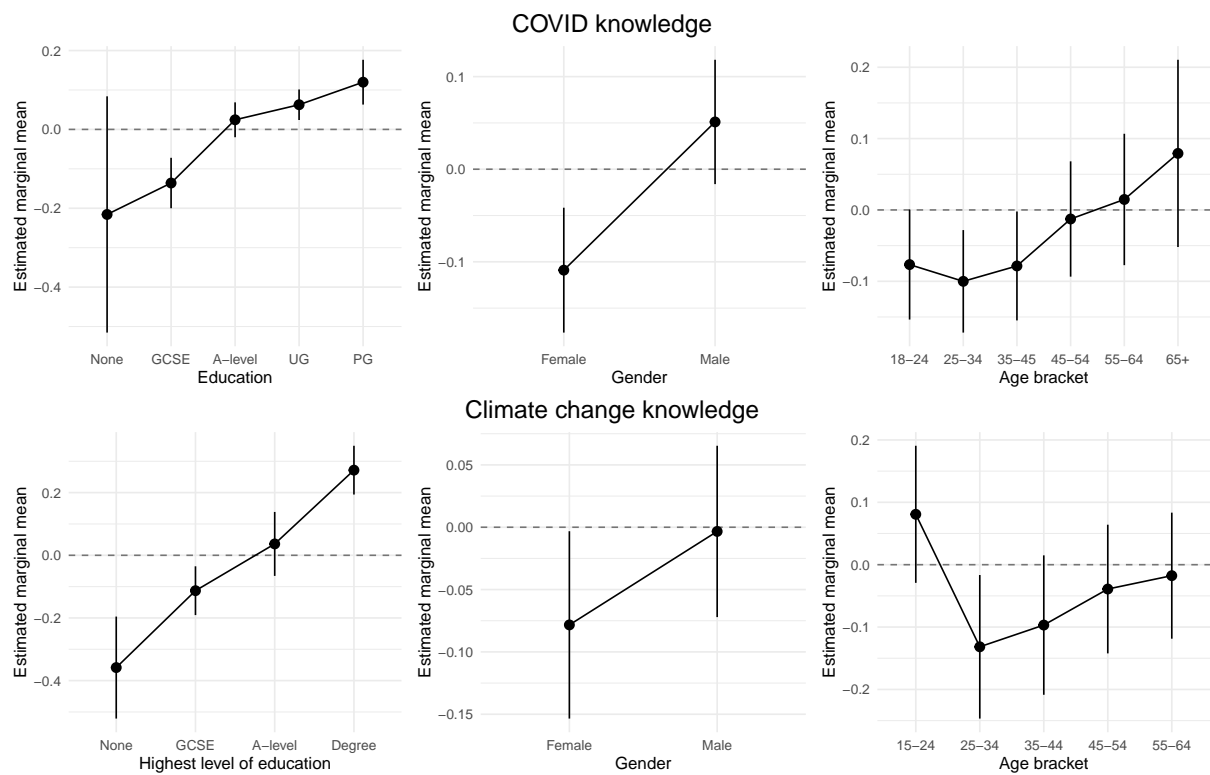 COVID knowledge
Estimated marginal mean
0.2
0.0
−0.2
−0.4
None GCSE A−level UG PG
Education
Estimated marginal mean
0.1
0.0
−0.1
Female Male
Gender
Estimated marginal mean
0.2
0.1
0.0
−0.1
18−24 25−34 35−45 45−54 55−64 65+
Age bracket
Climate change knowledge
Estimated marginal mean
0.2
0.0
−0.2
−0.4
None GCSE A−level Degree
Highest level of education
Estimated marginal mean
0.05
0.00
−0.05
−0.10
−0.15
Female Male
Gender
Estimated marginal mean
0.2
0.1
0.0
−0.1
−0.2
15−24 25−34 35−44 45−54 55−64
Age bracket